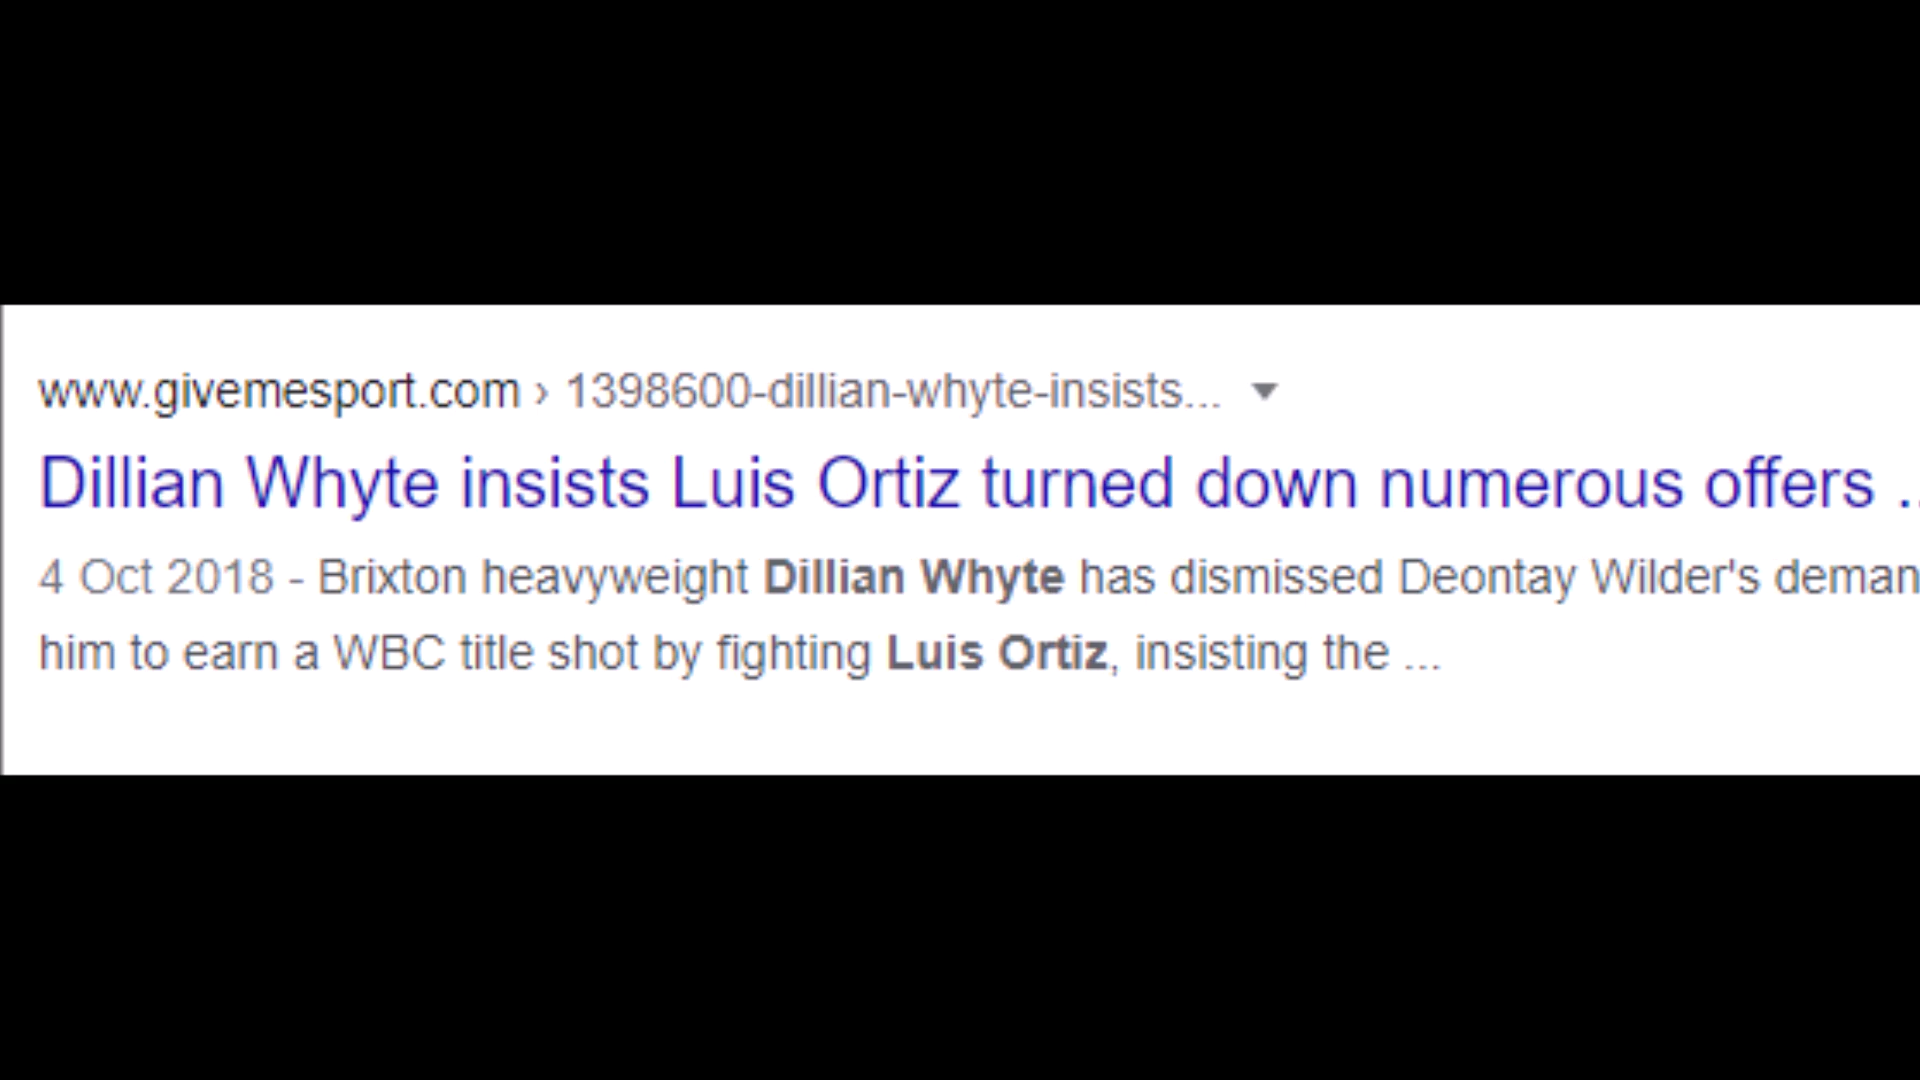 www.givemesport.com › 1398600-dillian-whyte-insists...
Dillian Whyte insists Luis Ortiz turned down numerous offers ..
4 Oct 2018 - Brixton heavyweight Dillian Whyte has dismissed Deontay Wilder's deman
him to earn a WBC title shot by fighting Luis Ortiz, insisting the ...